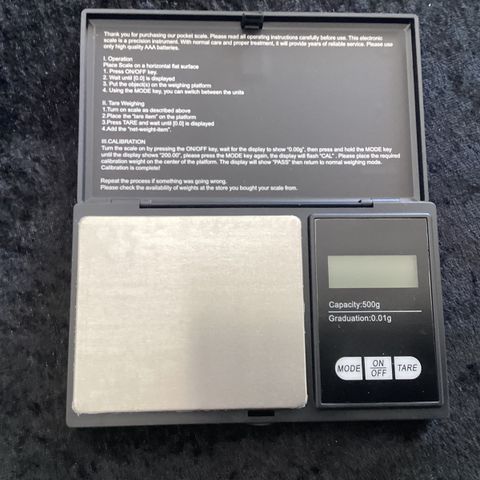 Thank you for purchasing our pocket scale. Please read all operating instructions carefully before use. This electronic
scale is a precision instrument. With normal care and proper treatment, it will provide years of reliable service. Please use
only high quality AAA batteries.
I. Operation
Place Scale on a horizontal flat surface
1. Press ON/OFF key.
2. Wait until [0.0] is displayed
3. Put the object(s) on the weighing platform
4. Using the MODE key, you can switch between the units
II. Tare Weighing
1.Turn on scale as described above
2.Place the "tare item" on the platform
3.Press TARE and wait until [0.0] is displayed
4.Add the "net-weight-item".
III.CALIBRATION
Turn the scale on by pressing the ON/OFF key, wait for the display to show "0.00g", then press and hold the MODE key
until the display shows "200.00", please press the MODE key again, the display will flash "CAL" . Please place the required
calibration weight on the center of the platform. The display will show "PASS" then return to normal weighing mode.
Calibration is complete!
Repeat the process if something was going wrong.
Please check the availability of weights at the store you bought your scale from.
Capacity:500g
Graduation:0.01g
MODE
ON
OFF
TARE